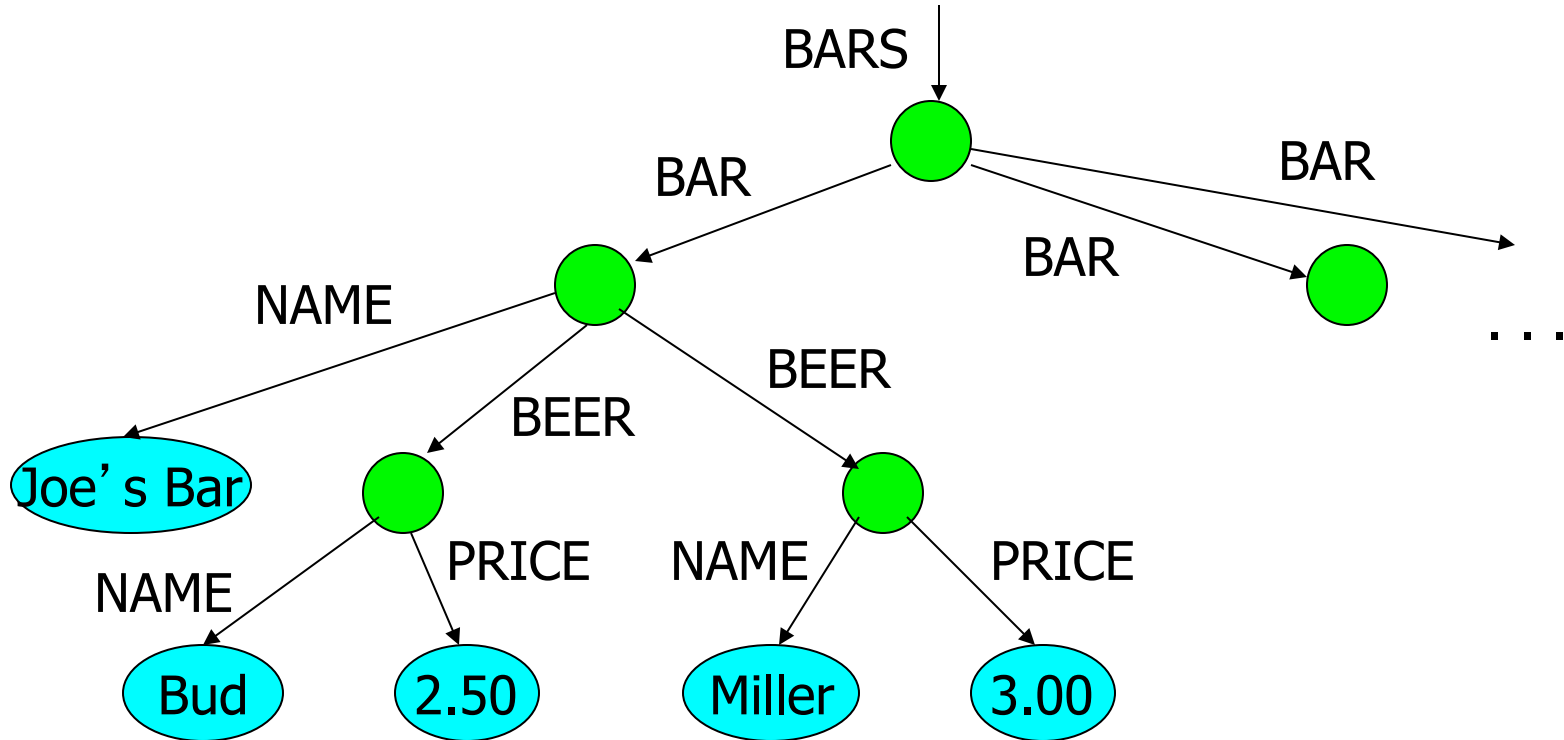 BARS
BAR
BAR
BAR
NAME
BEER
BEER
. . .
Joe’s Bar
NAME
PRICE
NAME
PRICE
Bud
2.50
Miller
3.00